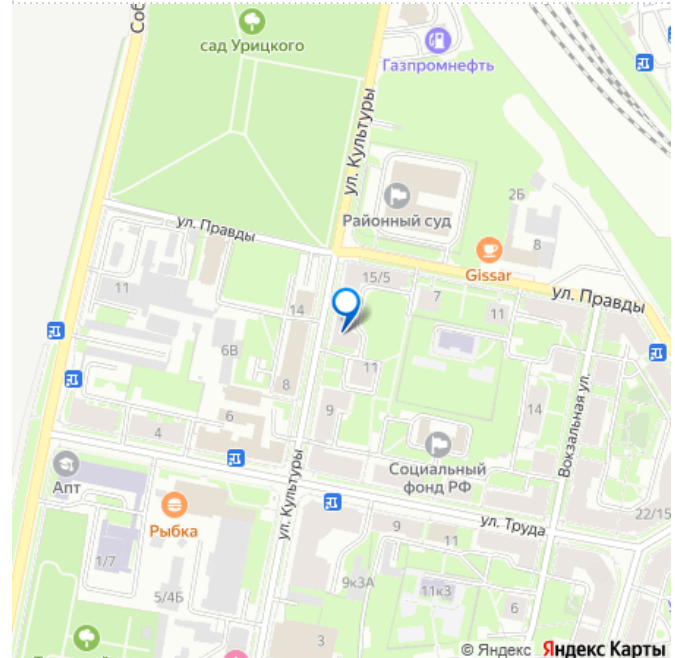 Соб
сад Урицкого
Газпромнефть
ул. Культуры
Районный суд
2Б
8
ул. Правды
Gissar
15/5
ул. Правды
11
14
7
11
6В
11
8
9
14
Вокзальная ул.
6
4
Социальный
фонд РФ
Апт
ул. Культуры
Рыбка
22/15
ул. Труда
9
11
1/7
9к3А
11к3
5/4Б
6
3
© Яндекс Яндекс Карты